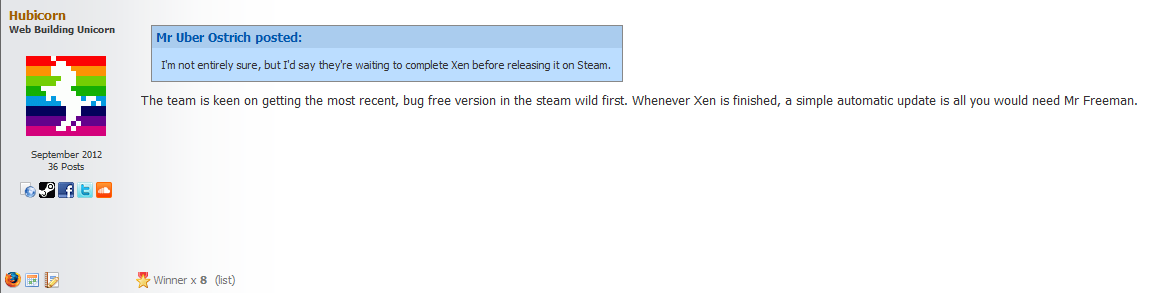 Hubicorn
Web Building Unicorn
September 2012
36 Posts
Mr Uber Ostrich posted:
I'm not entirely sure, but I'd say they're waiting to complete Xen before releasing it on Steam.
The team is keen on getting the most recent, bug free version in the steam wild first. Whenever Xen is finished, a simple automatic update is all you would need Mr Freeman.
Winner x 8 (list)